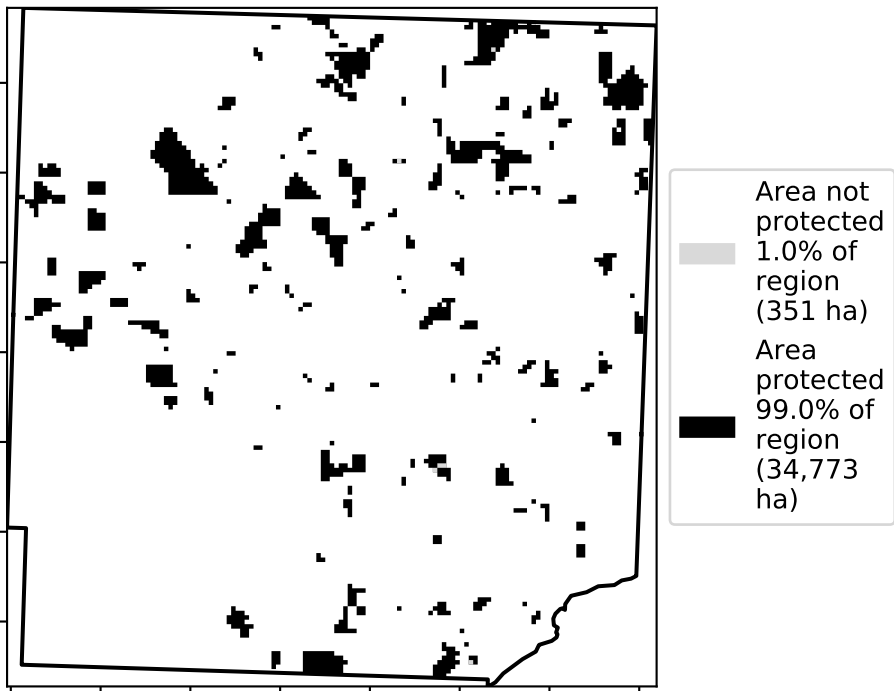 Area not
protected
1.0% of
region
(351 ha)
Area
protected
99.0% of
region
(34,773
ha)